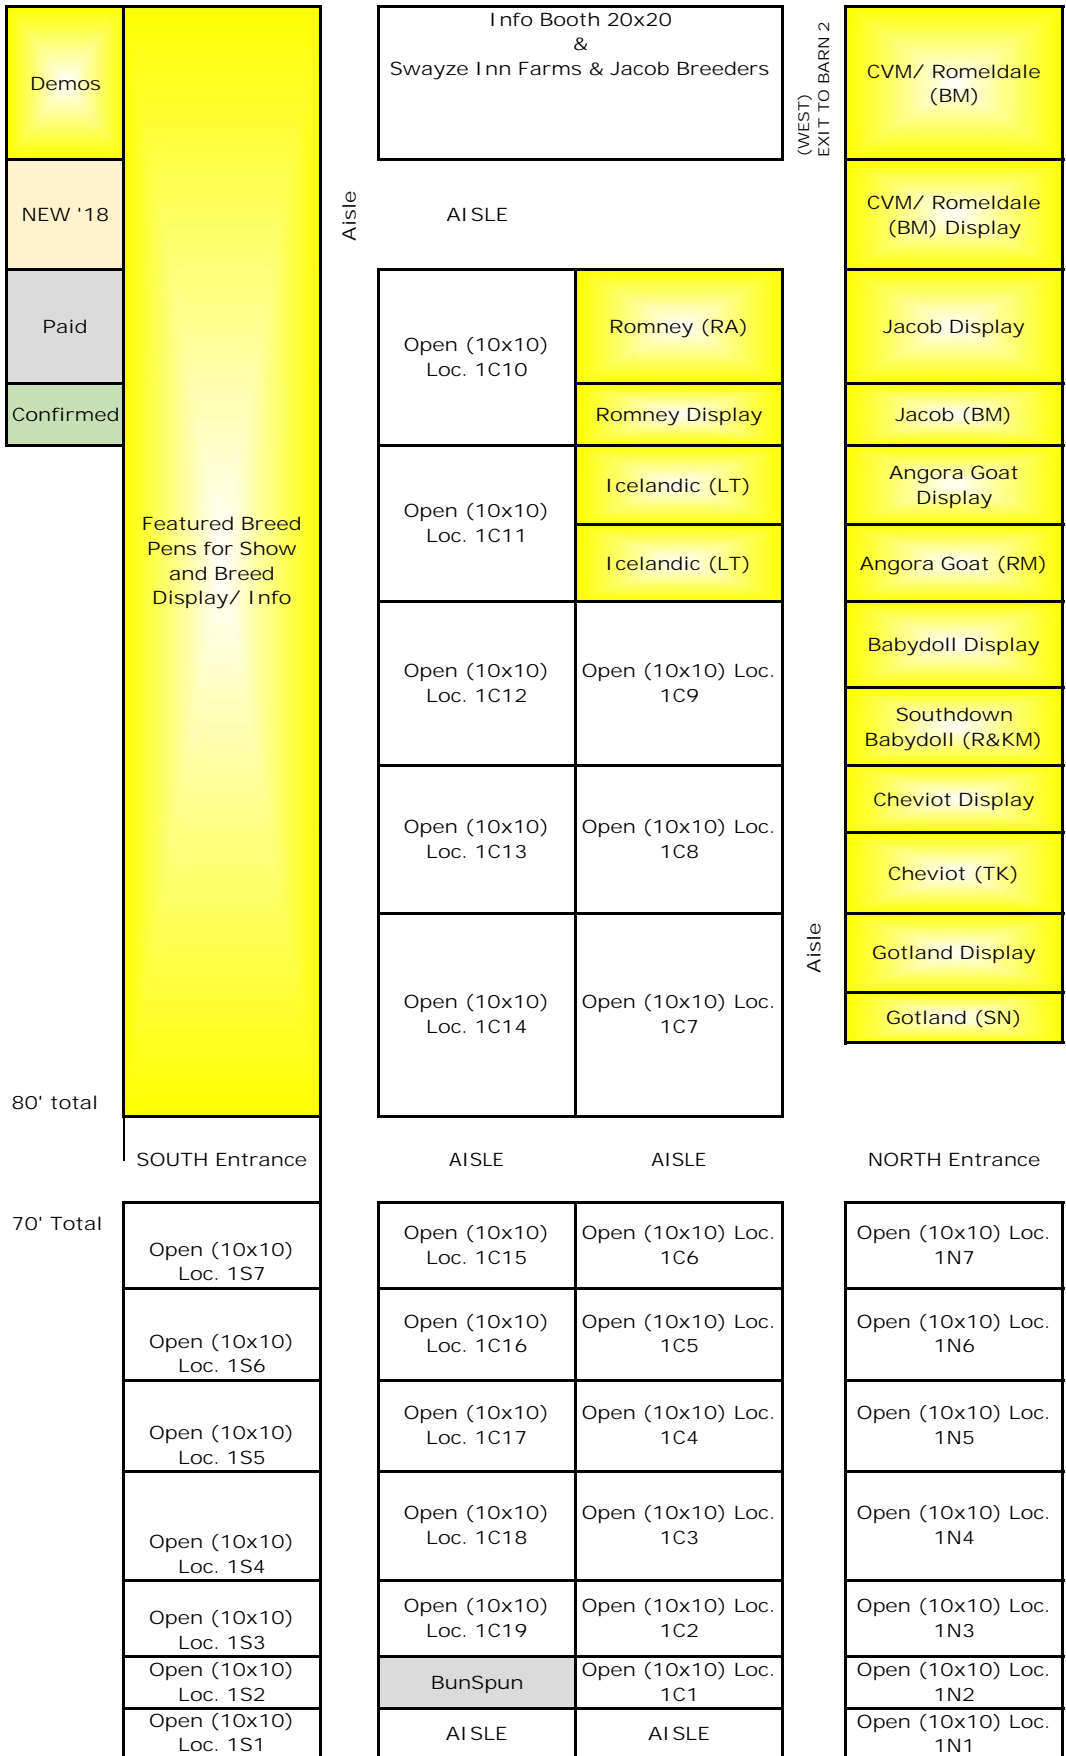 Demos
NEW '18
Paid
Confirmed
Featured Breed
Pens for Show
and Breed
Display/ Info
80' total
SOUTH Entrance
70' Total
Open (10x10)
Loc. 1S7
Open (10x10)
Loc. 1S6
Open (10x10)
Loc. 1S5
Open (10x10)
Loc. 1S4
Open (10x10)
Loc. 1S3
Open (10x10)
Loc. 1S2
Open (10x10)
Loc. 1S1
Aisle
Info Booth 20x20
&
Swayze Inn Farms & Jacob Breeders
AISLE
Open (10x10)
Loc. 1C10
Open (10x10)
Loc. 1C11
Open (10x10)
Loc. 1C12
Open (10x10)
Loc. 1C13
Open (10x10)
Loc. 1C14
AISLE
Open (10x10)
Loc. 1C15
Open (10x10)
Loc. 1C16
Open (10x10)
Loc. 1C17
Open (10x10)
Loc. 1C18
Open (10x10)
Loc. 1C19
BunSpun
AISLE
Romney (RA)
Romney Display
Icelandic (LT)
Icelandic (LT)
Open (10x10) Loc.
1C9
Open (10x10) Loc.
1C8
Open (10x10) Loc.
1C7
AISLE
Open (10x10) Loc.
1C6
Open (10x10) Loc.
1C5
Open (10x10) Loc.
1C4
Open (10x10) Loc.
1C3
Open (10x10) Loc.
1C2
Open (10x10) Loc.
1C1
AISLE
(WEST)
EXIT TO BARN 2
Aisle
CVM/ Romeldale
(BM)
CVM/ Romeldale
(BM) Display
Jacob Display
Jacob (BM)
Angora Goat
Display
Angora Goat (RM)
Babydoll Display
Southdown
Babydoll (R&KM)
Cheviot Display
Cheviot (TK)
Gotland Display
Gotland (SN)
NORTH Entrance
Open (10x10) Loc.
1N7
Open (10x10) Loc.
1N6
Open (10x10) Loc.
1N5
Open (10x10) Loc.
1N4
Open (10x10) Loc.
1N3
Open (10x10) Loc.
1N2
Open (10x10) Loc.
1N1